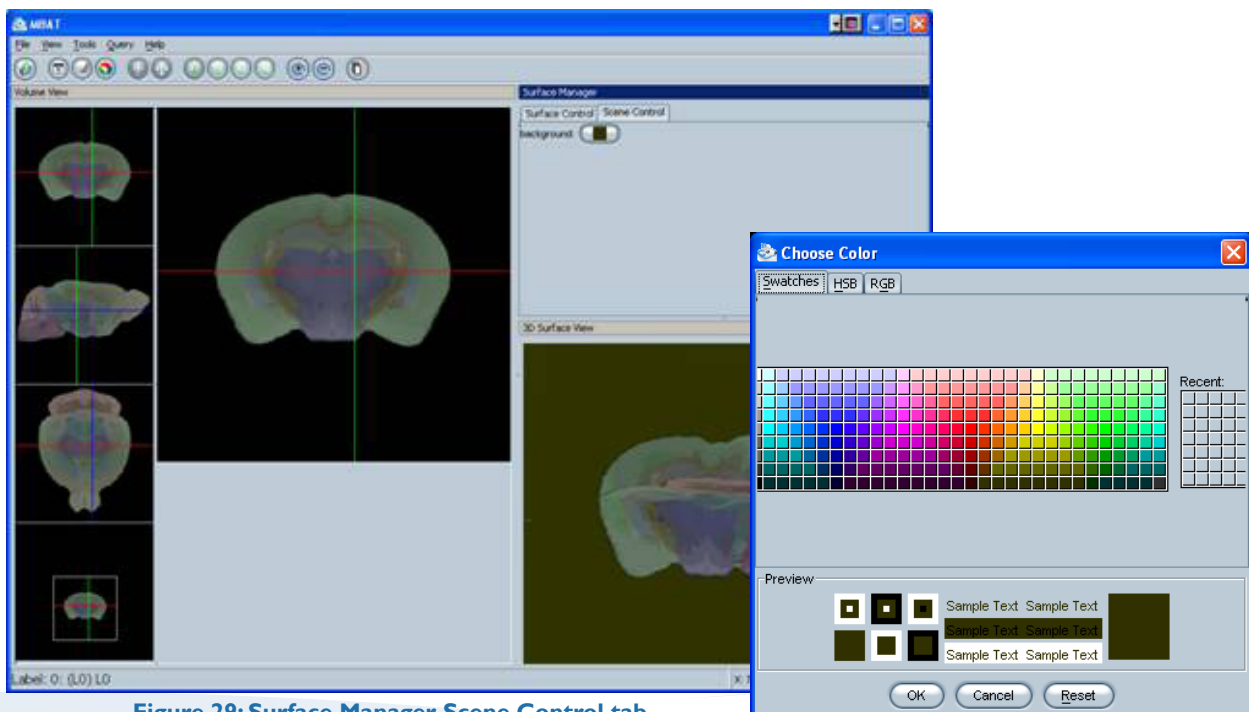 MBAT
File View Tools Query Help
Volume View
Surface Manager
Surface Control Scene Control
background
3D Surface View
Label: 0: (L0) L0
X:
Choose Color
Swatches HSB RGB
Recent:
Preview
Sample Text Sample Text
Sample Text Sample Text
Sample Text Sample Text
OK Cancel Reset
Figure 29: Surface Manager Scene Control tab